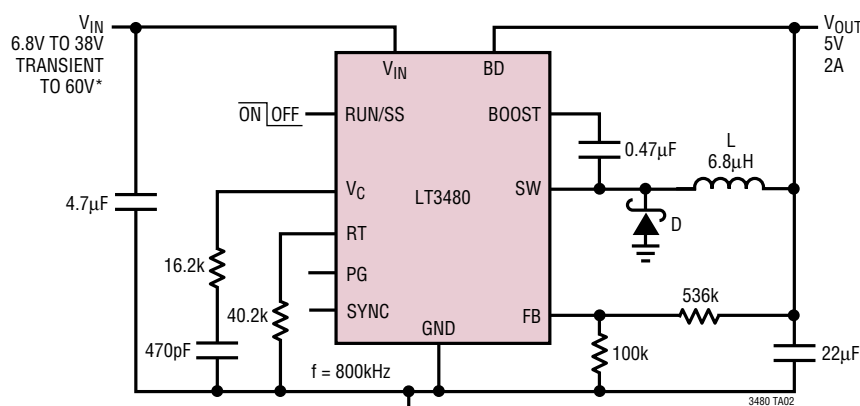 VIN
6.8V TO 38V
TRANSIENT
TO 60V*
VOUT
5V
2A
VIN
BD
ON OFF
RUN/SS
BOOST
L
6.8µH
0.47µF
VC
LT3480
SW
4.7µF
D
RT
16.2k
PG
536k
40.2k
SYNC
FB
GND
470pF
f = 800kHz
100k
22µF
3480 TA02